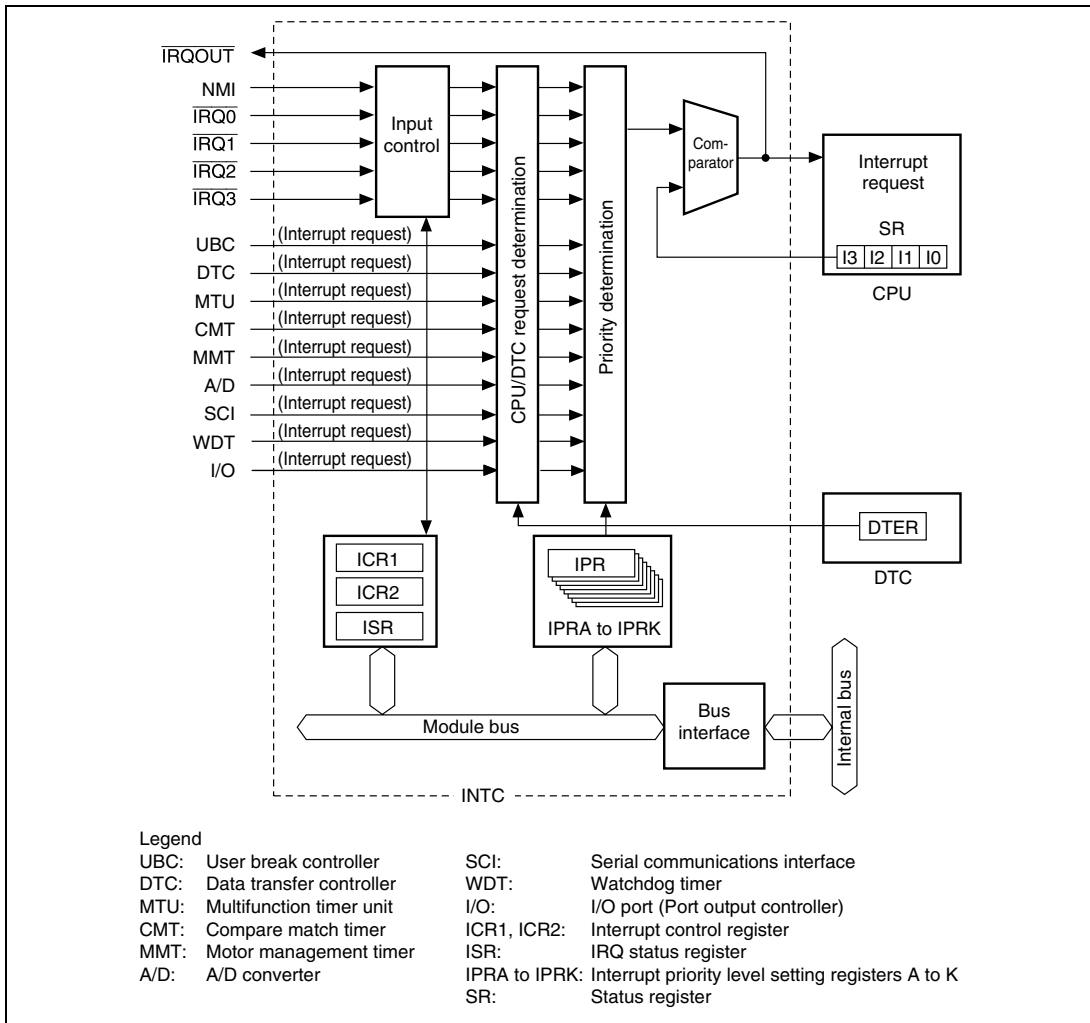 IRQOUT
NMI
IRQ0
IRQ1
IRQ2
IRQ3
Input
control
UBC
(Interrupt request)
DTC
(Interrupt request)
MTU
(Interrupt request)
CMT
(Interrupt request)
MMT
(Interrupt request)
A/D
(Interrupt request)
SCI
(Interrupt request)
WDT
(Interrupt request)
I/O
(Interrupt request)
CPU/DTC request determination
Priority determination
Com-
parator
Interrupt
request
SR
I3 I2 I1 I0
CPU
DTER
DTC
ICR1
ICR2
ISR
IPR
IPRA to IPRK
Module bus
Bus
interface
Internal bus
INTC
Legend
UBC: User break controller
DTC: Data transfer controller
MTU: Multifunction timer unit
CMT: Compare match timer
MMT: Motor management timer
A/D: A/D converter
SCI: Serial communications interface
WDT: Watchdog timer
I/O: I/O port (Port output controller)
ICR1, ICR2: Interrupt control register
ISR: IRQ status register
IPRA to IPRK: Interrupt priority level setting registers A to K
SR: Status register